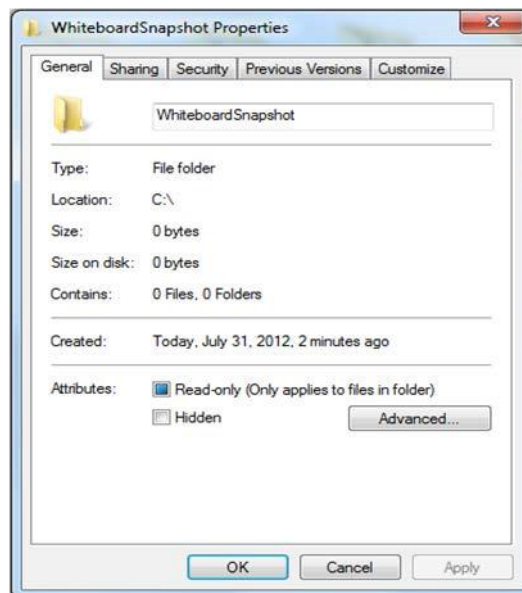 WhiteboardSnapshot Properties
General Sharing Security Previous Versions Customize
WhiteboardSnapshot
Type: File folder
Location: C:\
Size: 0 bytes
Size on disk: 0 bytes
Contains: 0 Files, 0 Folders
Created: Today, July 31, 2012, 2 minutes ago
Attributes: Read-only (Only applies to files in folder)
Hidden Advanced...
OK Cancel Apply